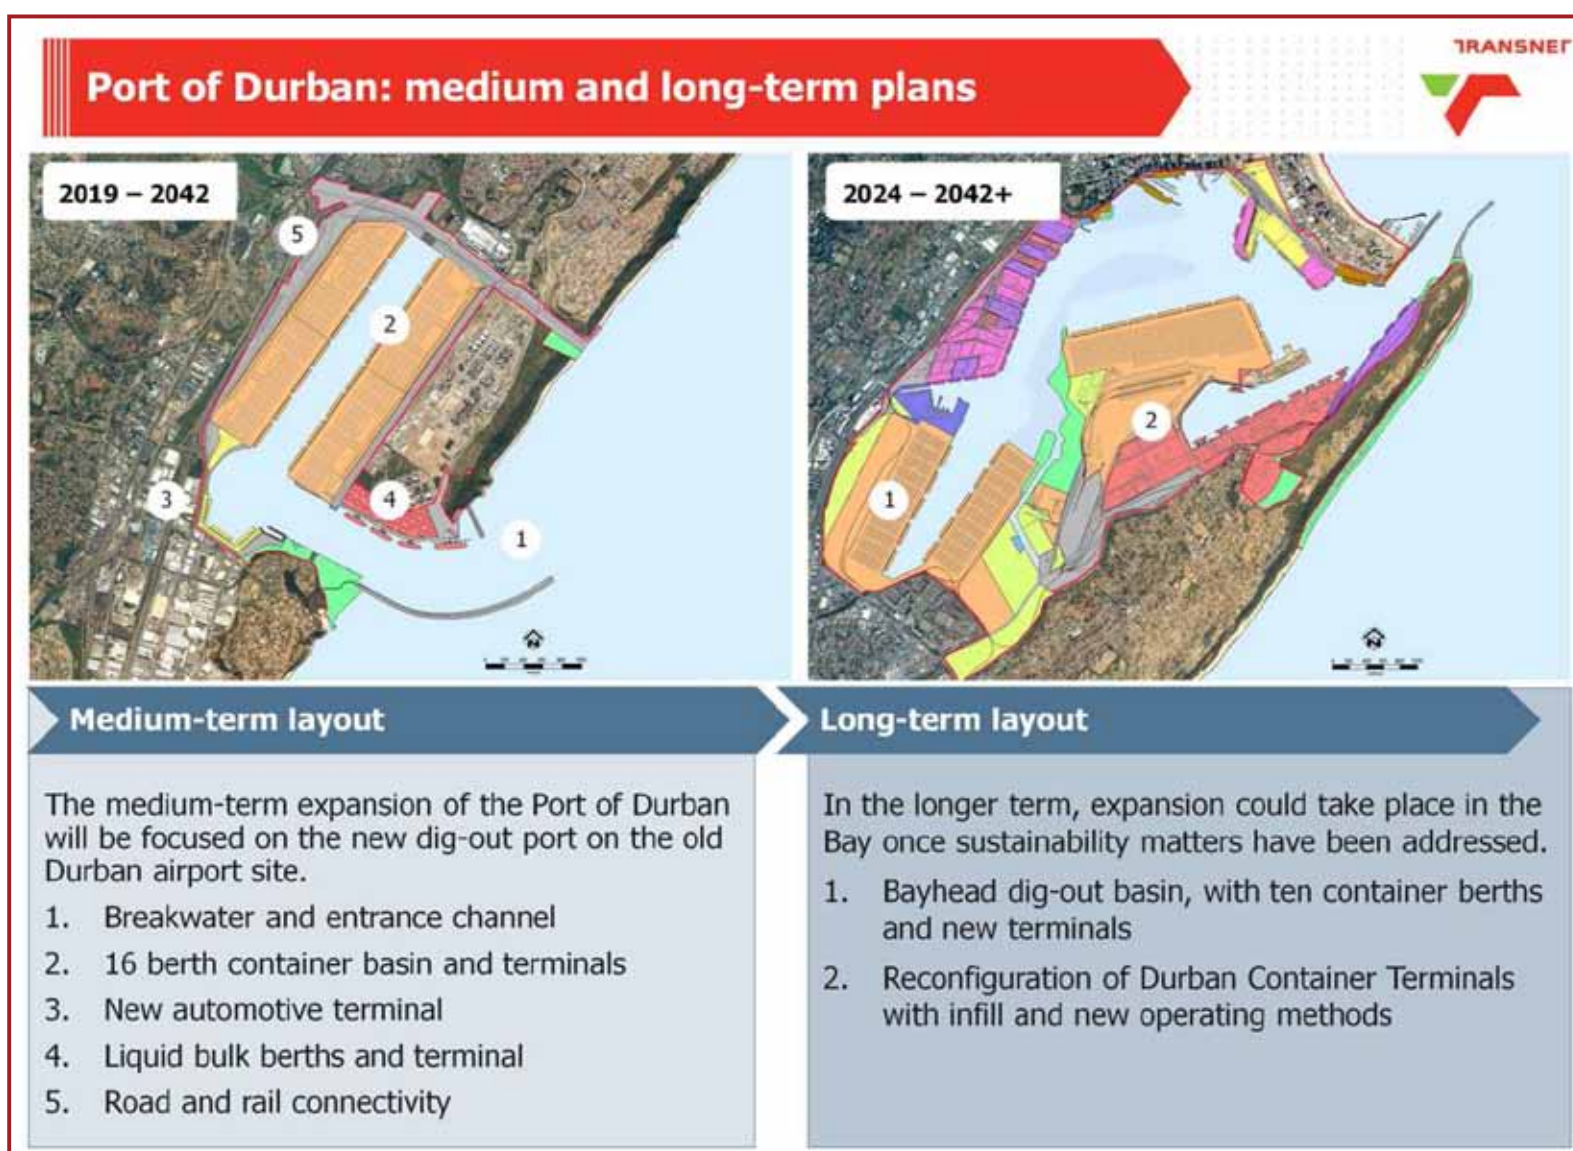 Port of Durban: medium and long-term plans
TRANSNET
2019 – 2042
5
2
3
4
1
2024 – 2042+
2
1
Medium-term layout
The medium-term expansion of the Port of Durban
will be focused on the new dig-out port on the old
Durban airport site.
1. Breakwater and entrance channel
2. 16 berth container basin and terminals
3. New automotive terminal
4. Liquid bulk berths and terminal
5. Road and rail connectivity
Long-term layout
In the longer term, expansion could take place in the
Bay once sustainability matters have been addressed.
1. Bayhead dig-out basin, with ten container berths
and new terminals
2. Reconfiguration of Durban Container Terminals
with infill and new operating methods